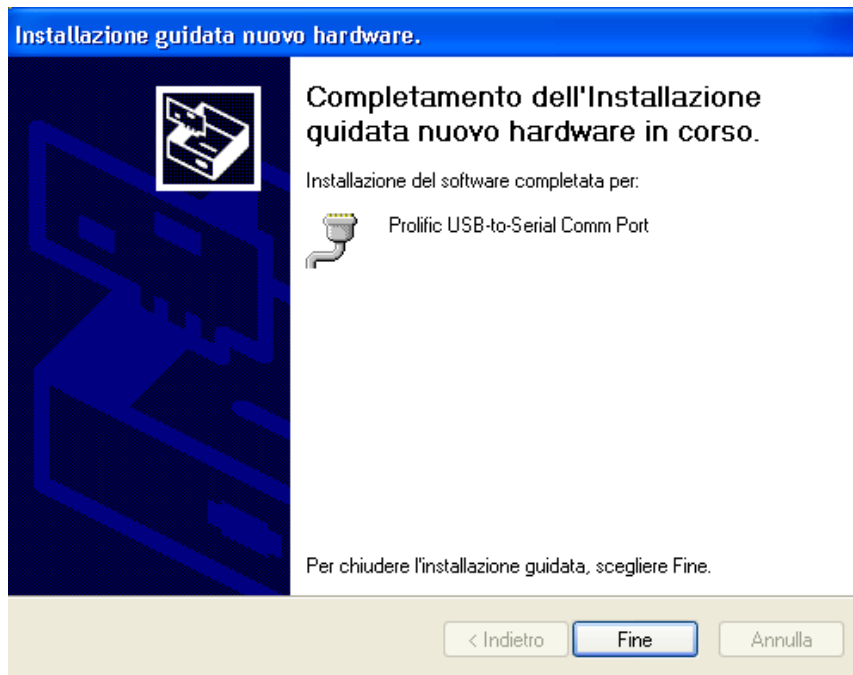 Installazione guidata nuovo hardware.
Completamento dell'Installazione
guidata nuovo hardware in corso.
Installazione del software completata per:
Prolific USB-to-Serial Comm Port
Per chiudere l'installazione guidata, scegliere Fine.
< Indietro
Fine
Annulla